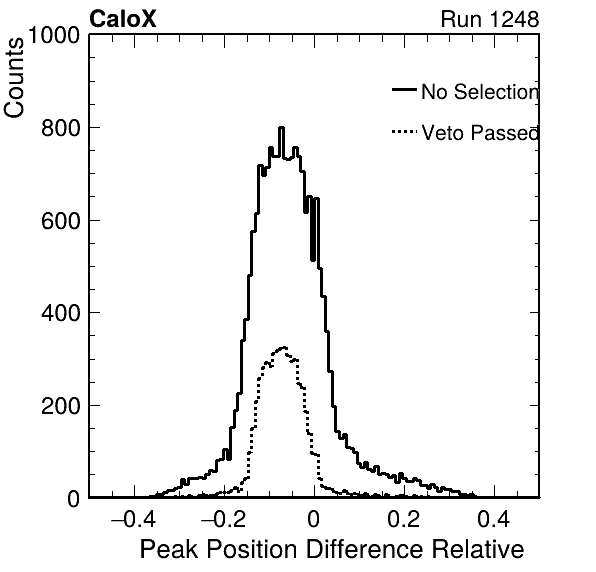 CaloX Run 1248
Counts
1000
800
600
400
200
0
No Selection
Veto Passed
−0.4 −0.2 0 0.2 0.4
Peak Position Difference Relative